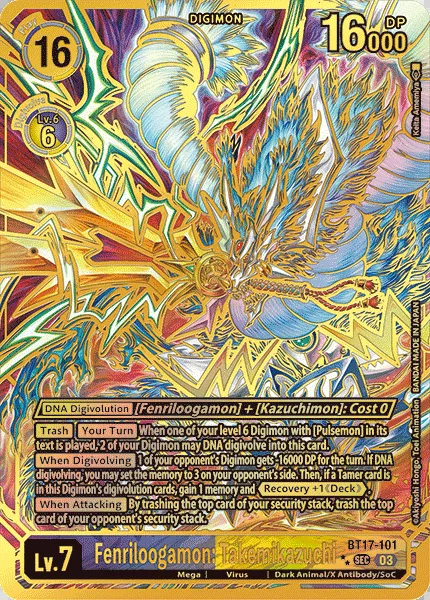 DIGIMON
Play
16
DP
16000
Digivolve
Lv.6
6
Keita Amemiya
DNA Digivolution [Fenriloogamon] + [Kazuchimon]: Cost 0
Trash Your Turn When one of your level 6 Digimon with [Pulsemon] in its
text is played, 2 of your Digimon may DNA digivolve into this card.
When Digivolving 1 of your opponent's Digimon gets -16000 DP for the turn. If DNA
digivolving, you may set the memory to 3 on your opponent's side. Then, if a Tamer card is
in this Digimon's digivolution cards, gain 1 memory and Recovery +1 《Deck》.
When Attacking By trashing the top card of your security stack, trash the top
card of your opponent's security stack.
©Akiyoshi Hongo, Toei Animation BANDAI MADE IN JAPAN
BT17-101
Lv.7
Fenriloogamon: Takemikazuchi
SEC
03
Mega
Virus
Dark Animal/X Antibody/SoC